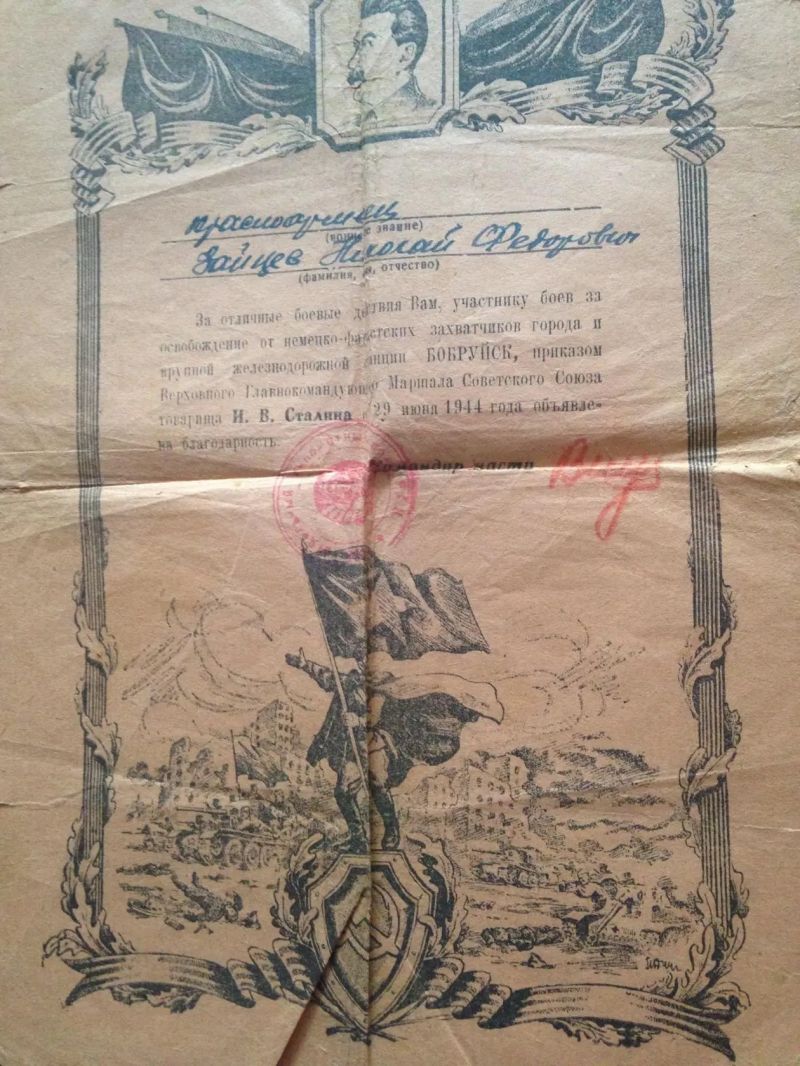 красноармеец
(воинское звание)
Зайцев Николай Федорович
(фамилия, отчество)
За отличные боевые действия Вам, участнику боев за
освобождение от немецко-фашистских захватчиков города и
крупной железнодорожной станции БОБРУЙСК, приказом
Верховного Главнокомандующего Маршала Советского Союза
товарища И. В. Сталина 29 июня 1944 года объявле-
на благодарность.
Командир части